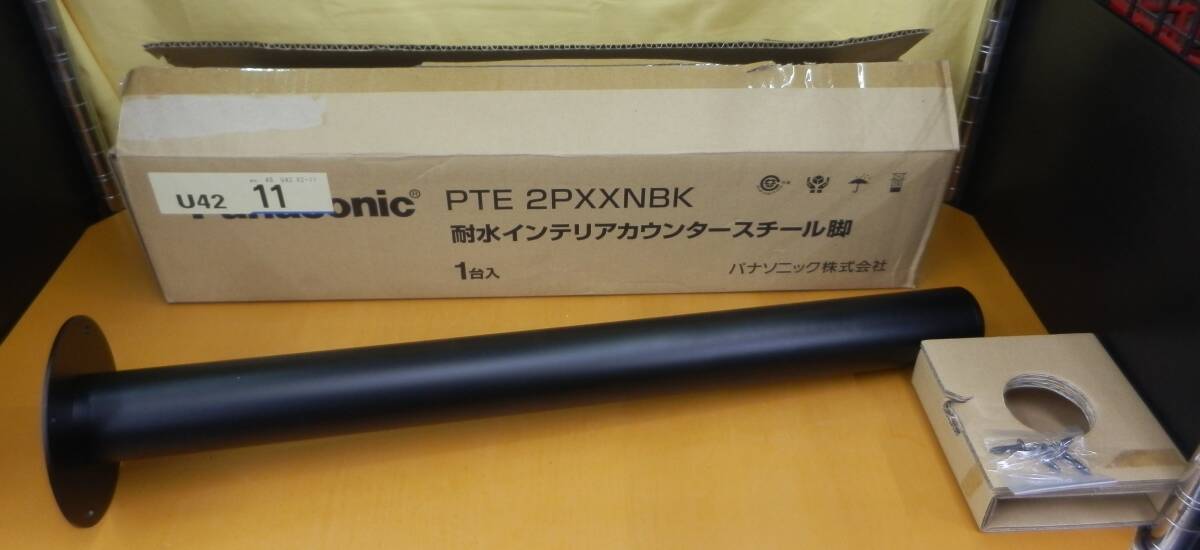 U42 11
Panasonic® PTE 2PXXNBK
耐水インテリアカウンタースチール脚
1台入 パナソニック株式会社